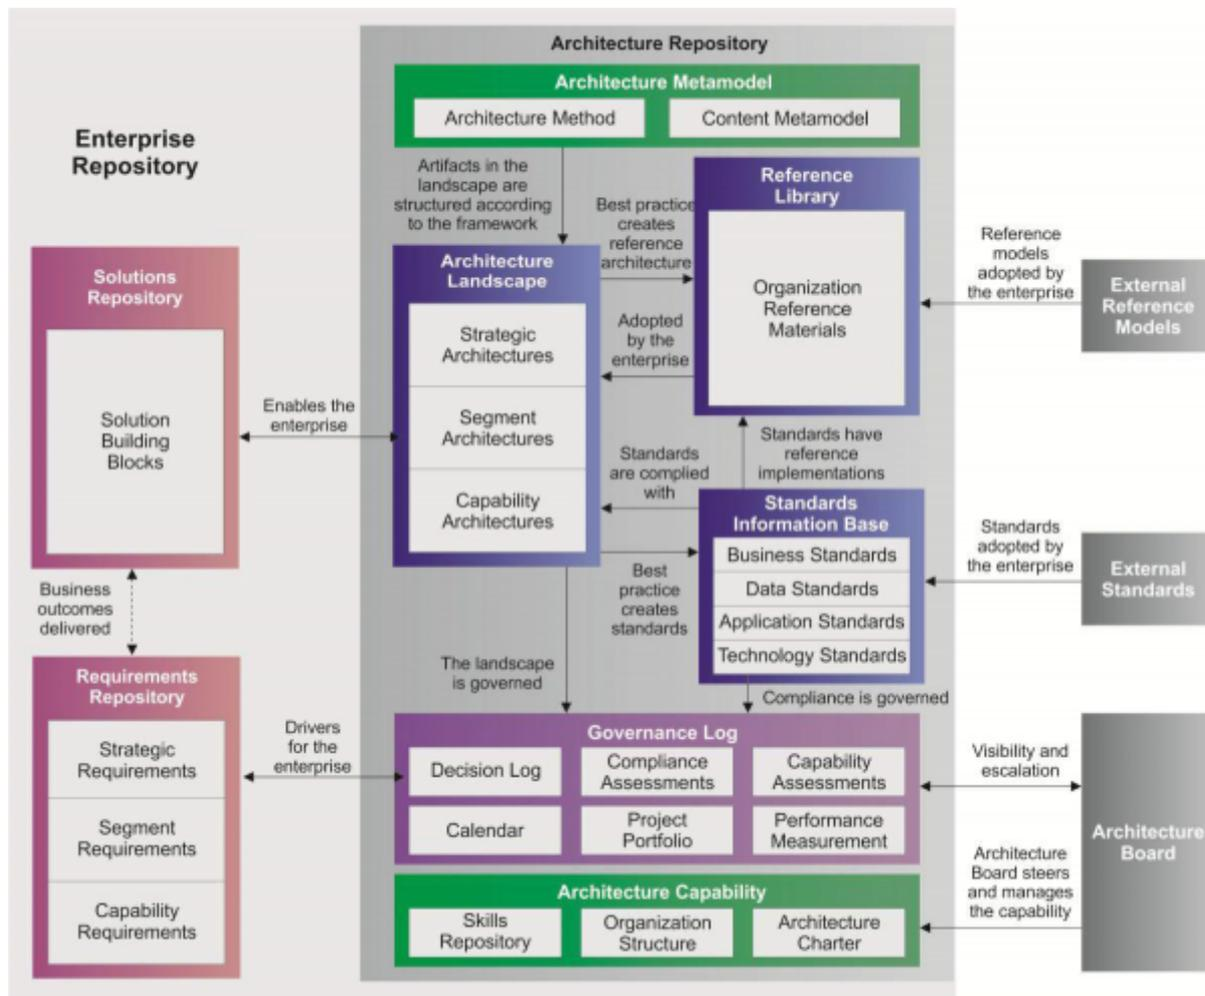 Architecture Repository
Architecture Metamodel
Architecture Method
Content Metamodel
Enterprise
Repository
Artifacts in the
landscape are
structured according
to the framework
Best practice
creates
reference
architecture
Reference
Library
Organization
Reference
Materials
Reference
models
adopted by
the enterprise
External
Reference
Models
Solutions
Repository
Solution
Building
Blocks
Enables the
enterprise
Architecture
Landscape
Strategic
Architectures
Segment
Architectures
Capability
Architectures
Adopted
by the
enterprise
Standards have
reference
implementations
Standards
are complied
with
Standards
Information Base
Business Standards
Data Standards
Application Standards
Technology Standards
Standards
adopted by
the enterprise
External
Standards
Best
practice
creates
standards
Business
outcomes
delivered
The landscape
is governed
Compliance is governed
Requirements
Repository
Strategic
Requirements
Segment
Requirements
Capability
Requirements
Drivers
for the
enterprise
Governance Log
Decision Log
Compliance
Assessments
Capability
Assessments
Calendar
Project
Portfolio
Performance
Measurement
Visibility and
escalation
Architecture
Board
Architecture
Board steers
and manages
the capability
Architecture Capability
Skills
Repository
Organization
Structure
Architecture
Charter